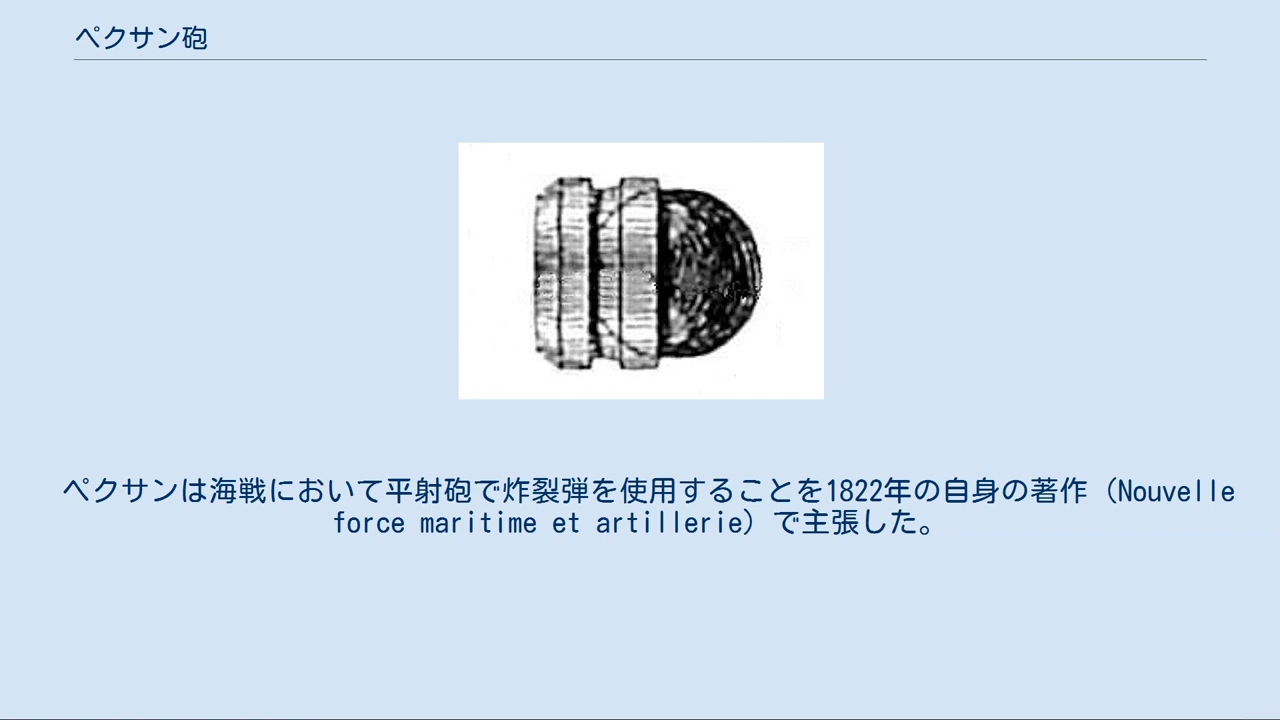 ペクサン砲
ペクサンは海戦において平射砲で炸裂弾を使用することを1822年の自身の著作（Nouvelle
force maritime et artillerie）で主張した。